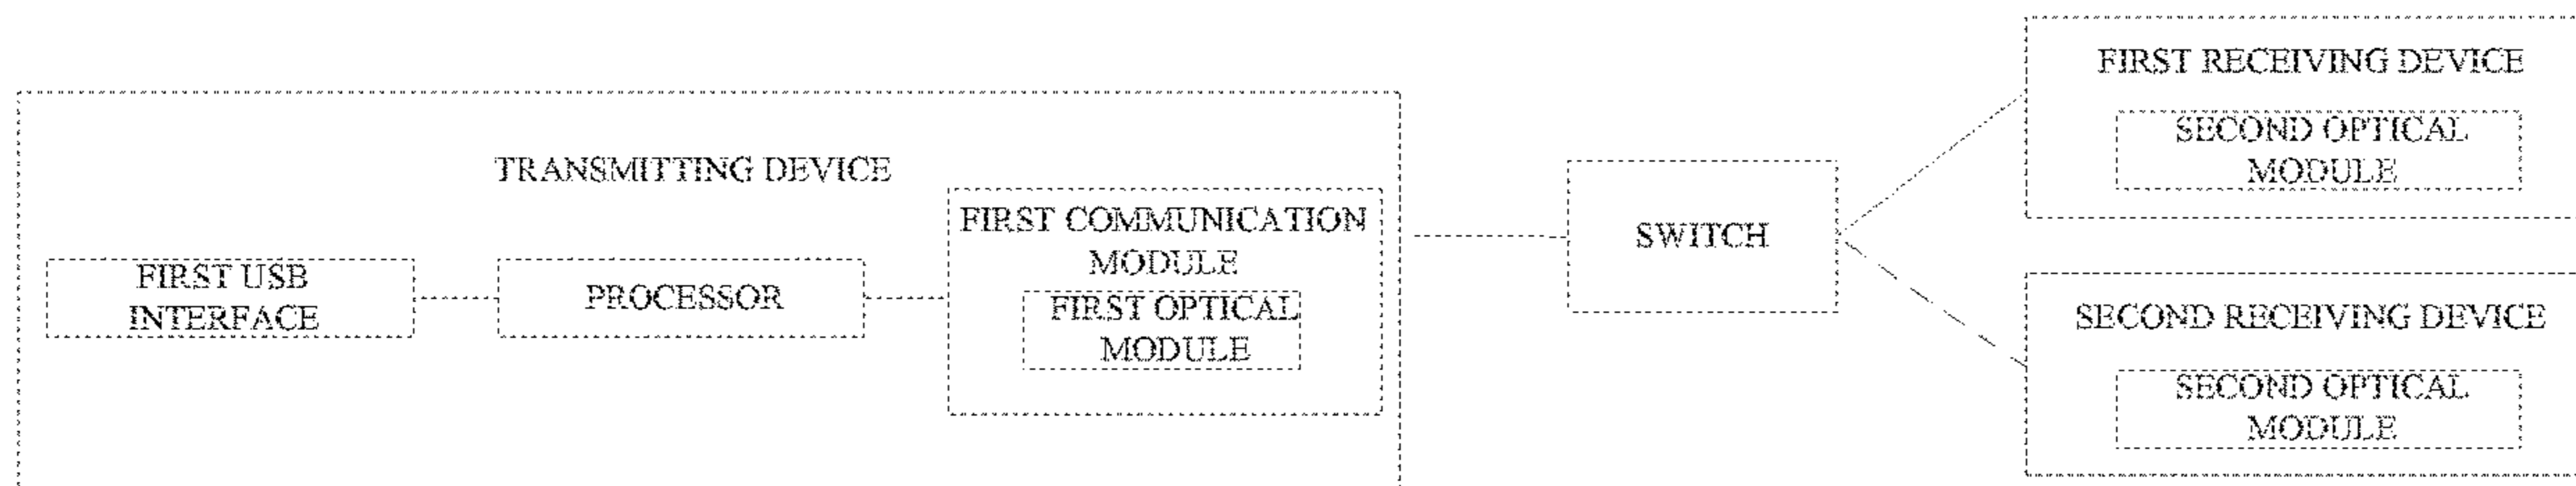 TRANSMITTING DEVICE
FIRST USB
INTERFACE
PROCESSOR
FIRST COMMUNICATION
MODULE
FIRST OPTICAL
MODULE
SWITCH
FIRST RECEIVING DEVICE
SECOND OPTICAL
MODULE
SECOND RECEIVING DEVICE
SECOND OPTICAL
MODULE